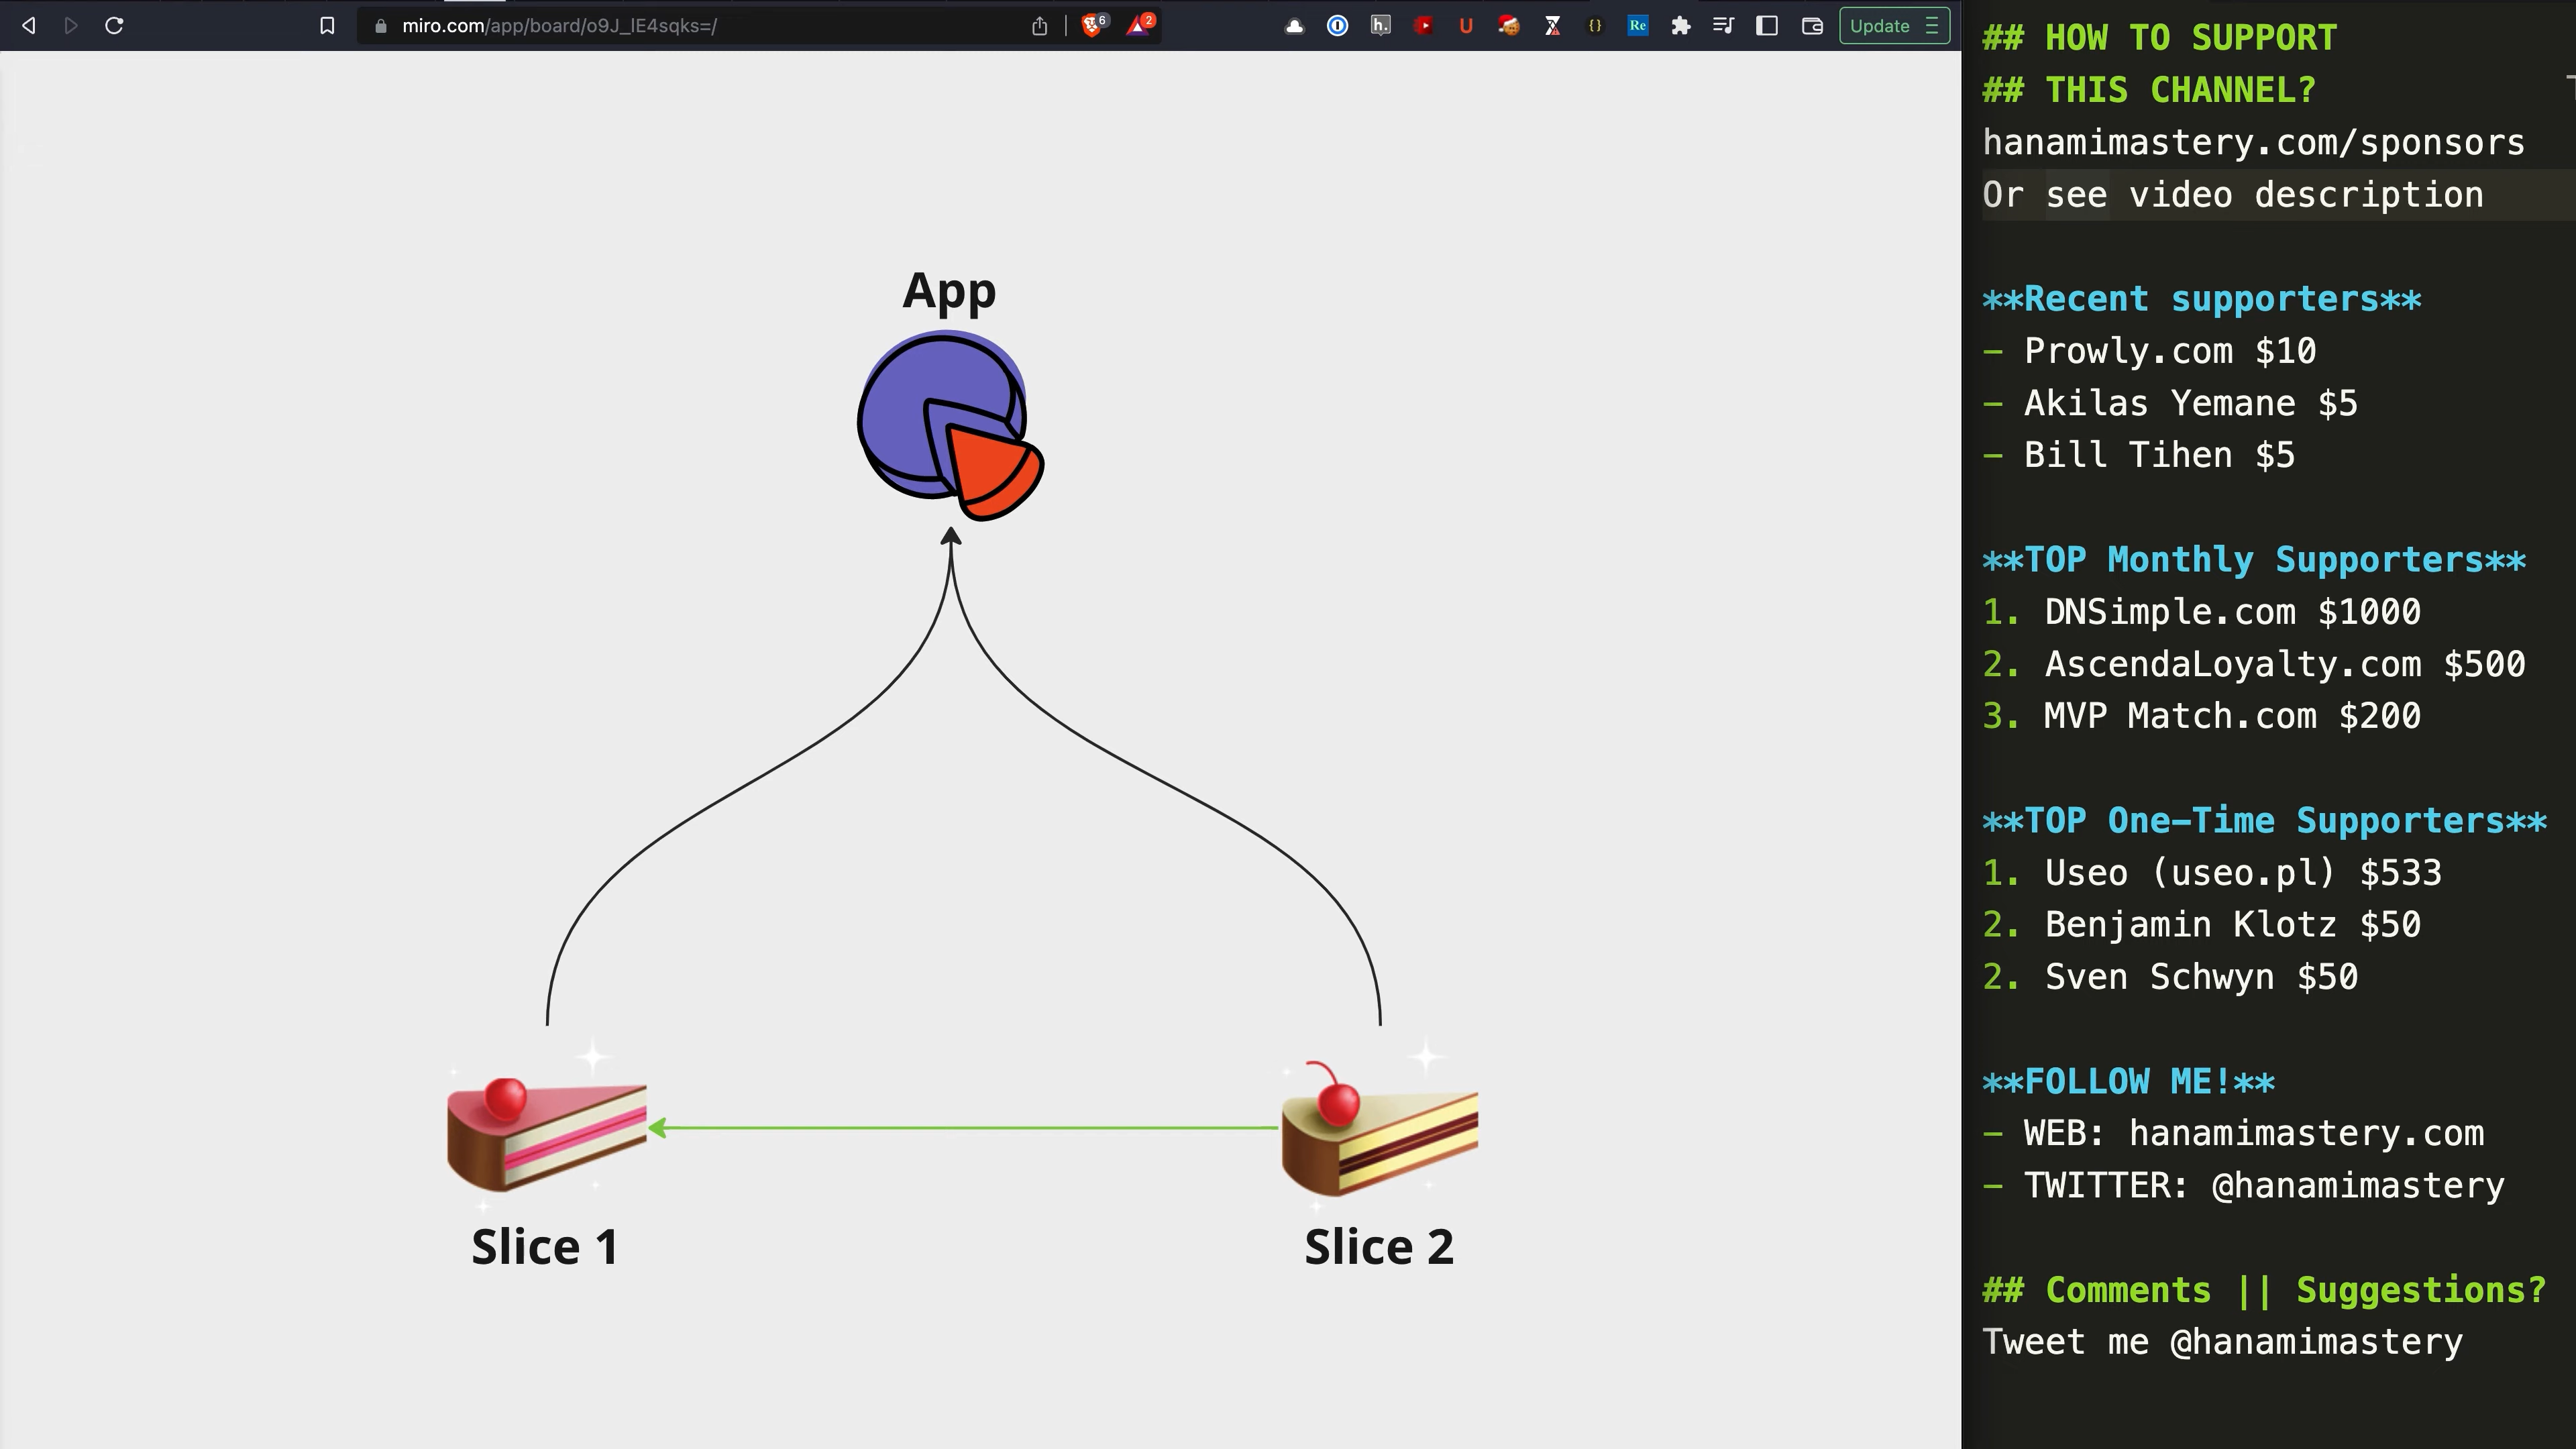 miro.com/app/board/o9J_lE4sqks=/
6
2
h.
U
{}
Re
Update
App
Slice 1
Slice 2
## HOW TO SUPPORT
## THIS CHANNEL?
hanamimastery.com/sponsors
Or see video description
**Recent supporters**
- Prowly.com $10
- Akilas Yemane $5
- Bill Tihen $5
**TOP Monthly Supporters**
1. DNSimple.com $1000
2. AscendaLoyalty.com $500
3. MVP Match.com $200
**TOP One-Time Supporters**
1. Useo (useo.pl) $533
2. Benjamin Klotz $50
2. Sven Schwyn $50
**FOLLOW ME!**
- WEB: hanamimastery.com
- TWITTER: @hanamimastery
## Comments || Suggestions?
Tweet me @hanamimastery